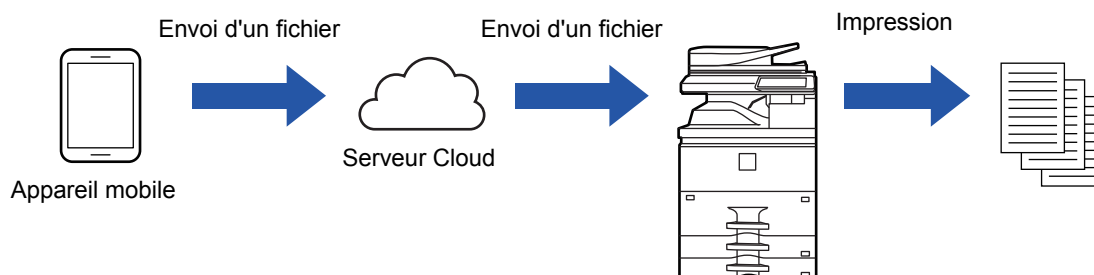 Envoi d'un fichier
Envoi d'un fichier
Impression
Serveur Cloud
Appareil mobile